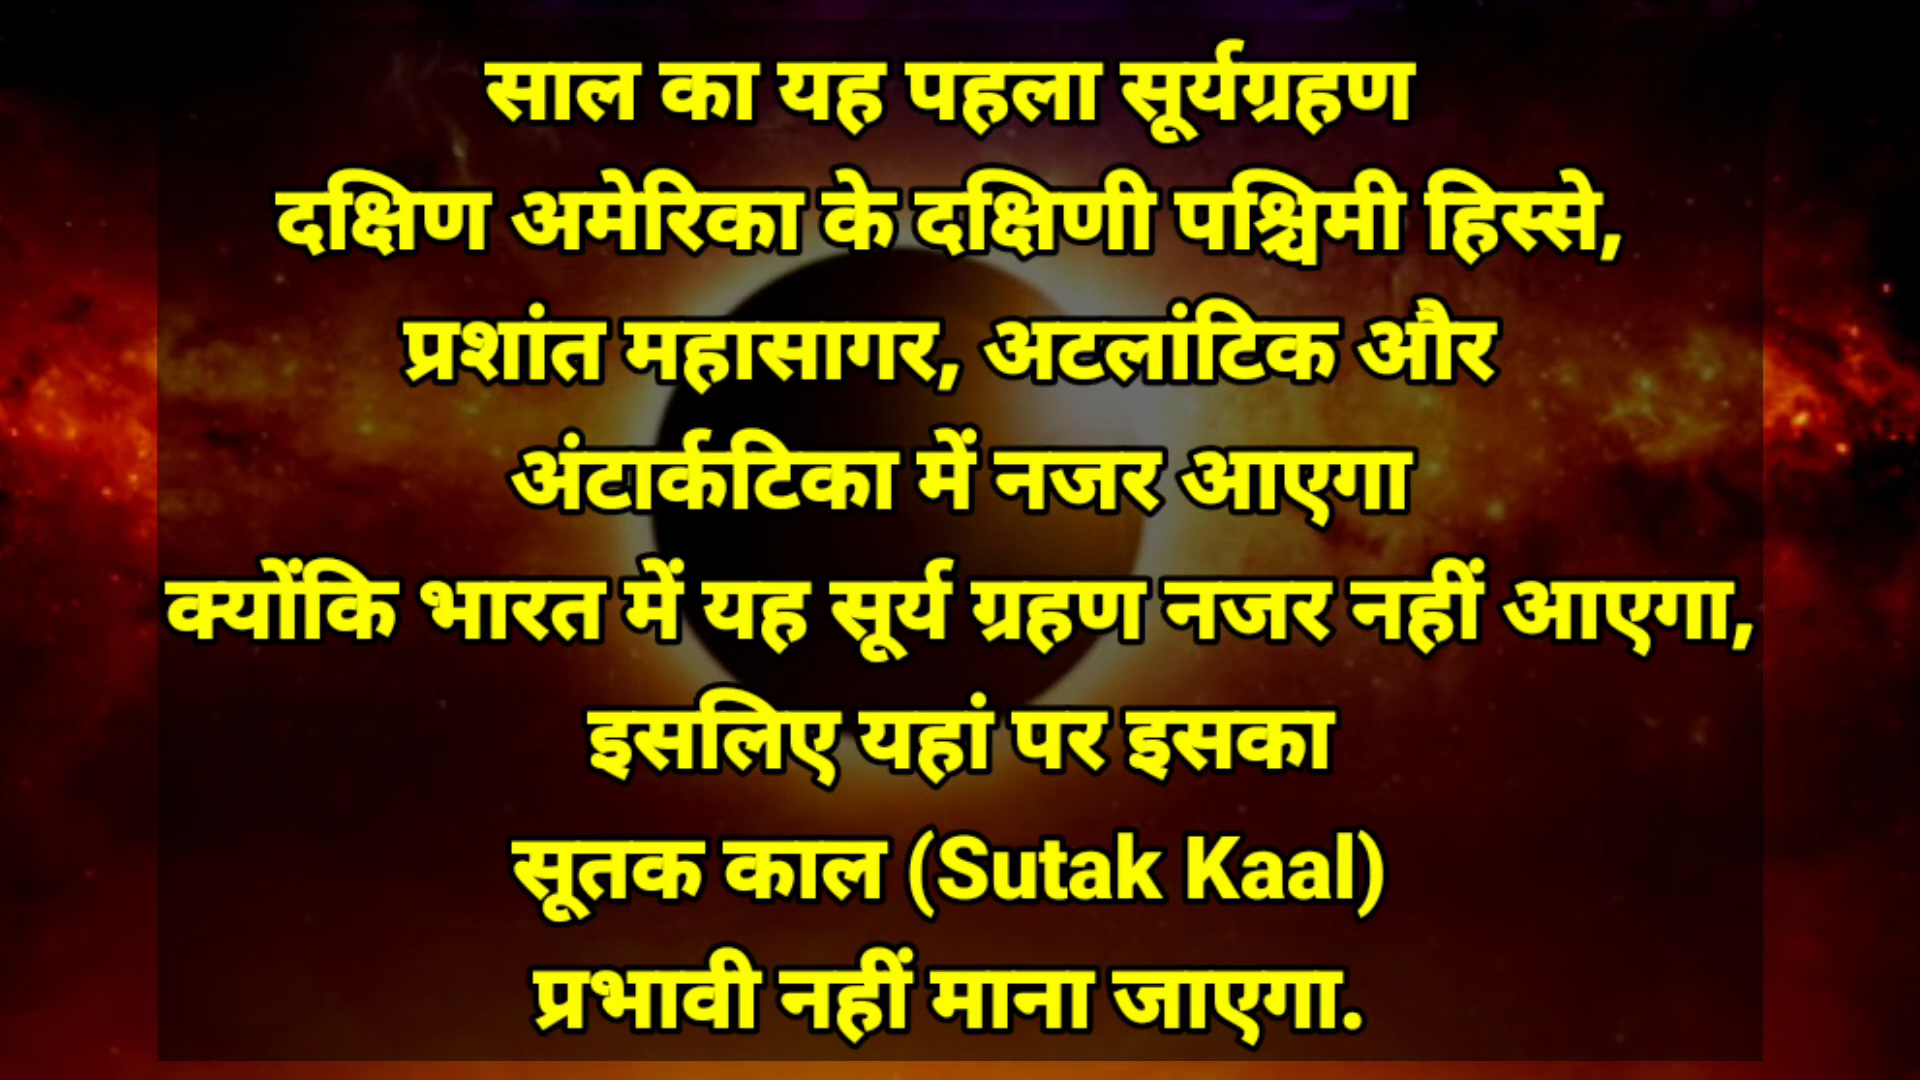 साल का यह पहला सूर्यग्रहण
दक्षिण अमेरिका के दक्षिणी पश्चिमी हिस्से,
प्रशांत महासागर, अटलांटिक और
अंटार्कटिका में नजर आएगा
क्योंकि भारत में यह सूर्य ग्रहण नजर नहीं आएगा,
इसलिए यहां पर इसका
सूतक काल (Sutak Kaal)
प्रभावी नहीं माना जाएगा.